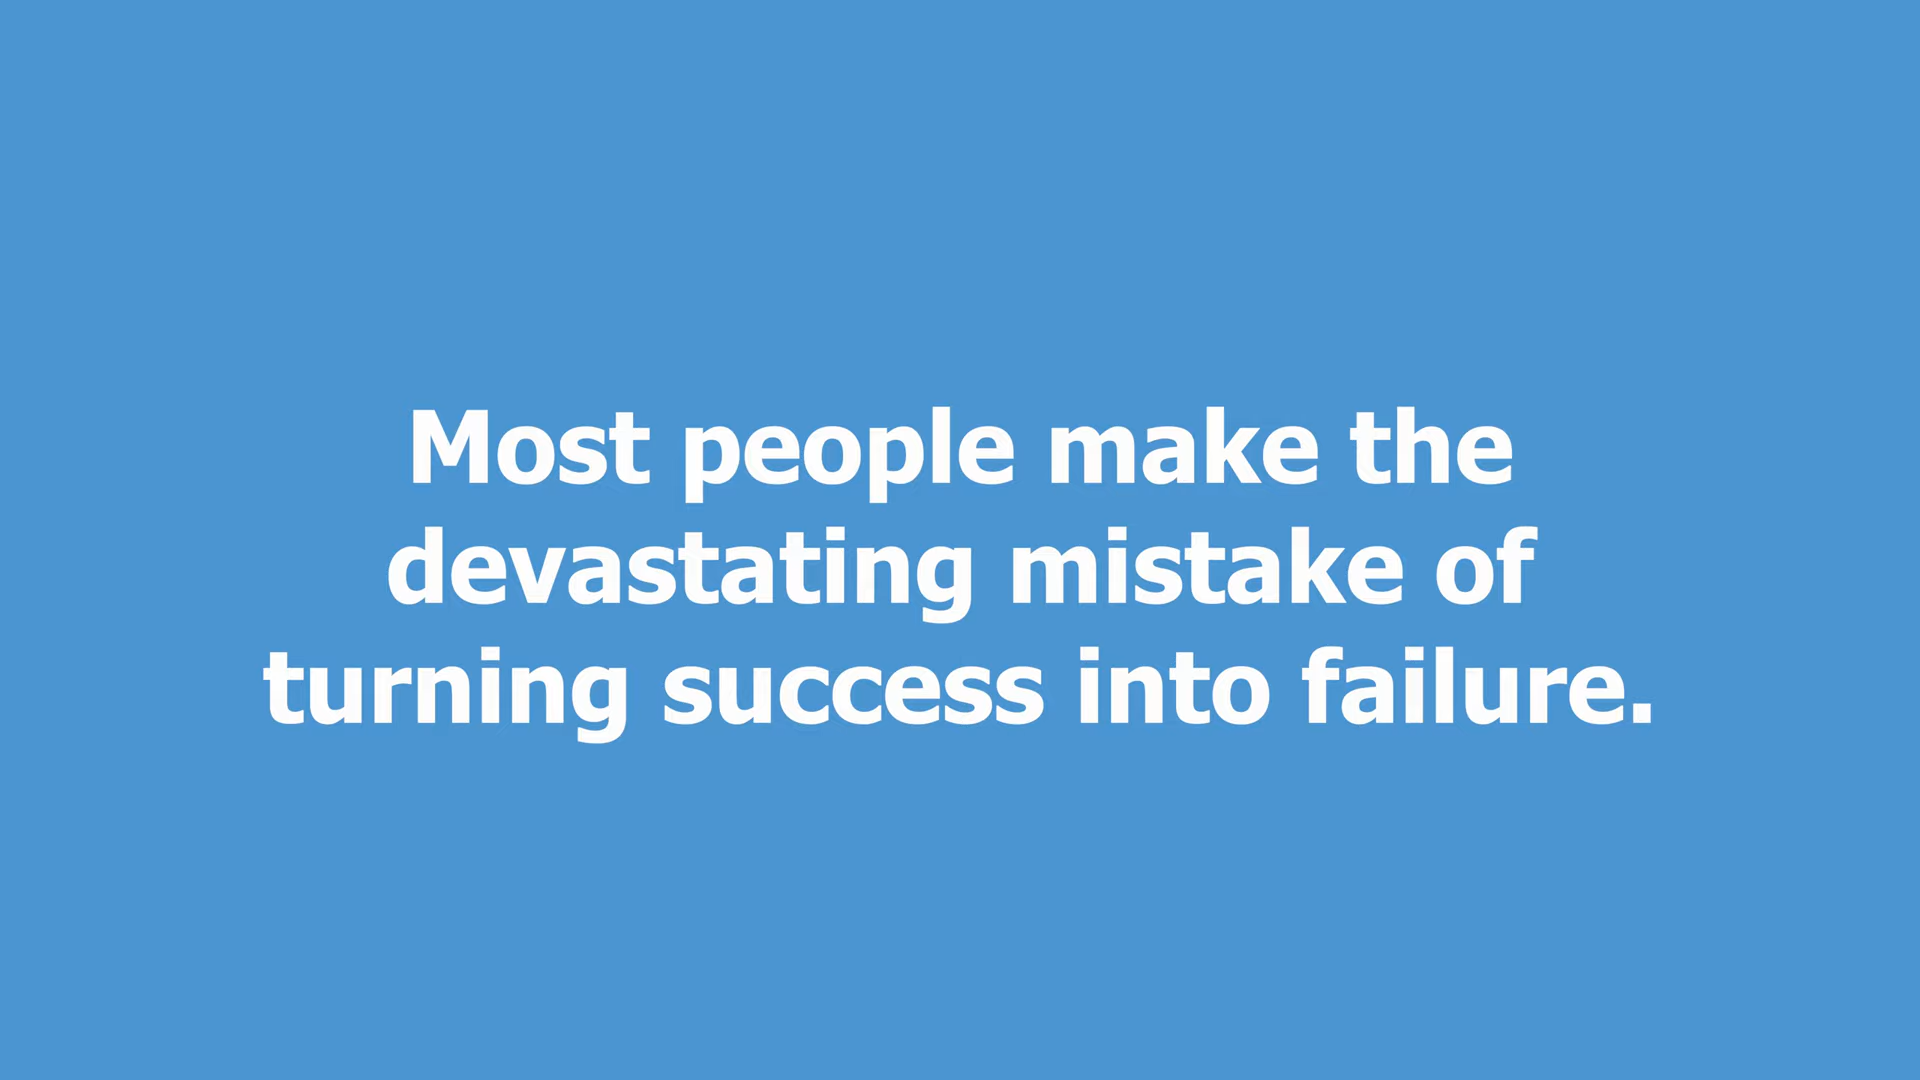 Most people make the
devastating mistake of
turning success into failure.